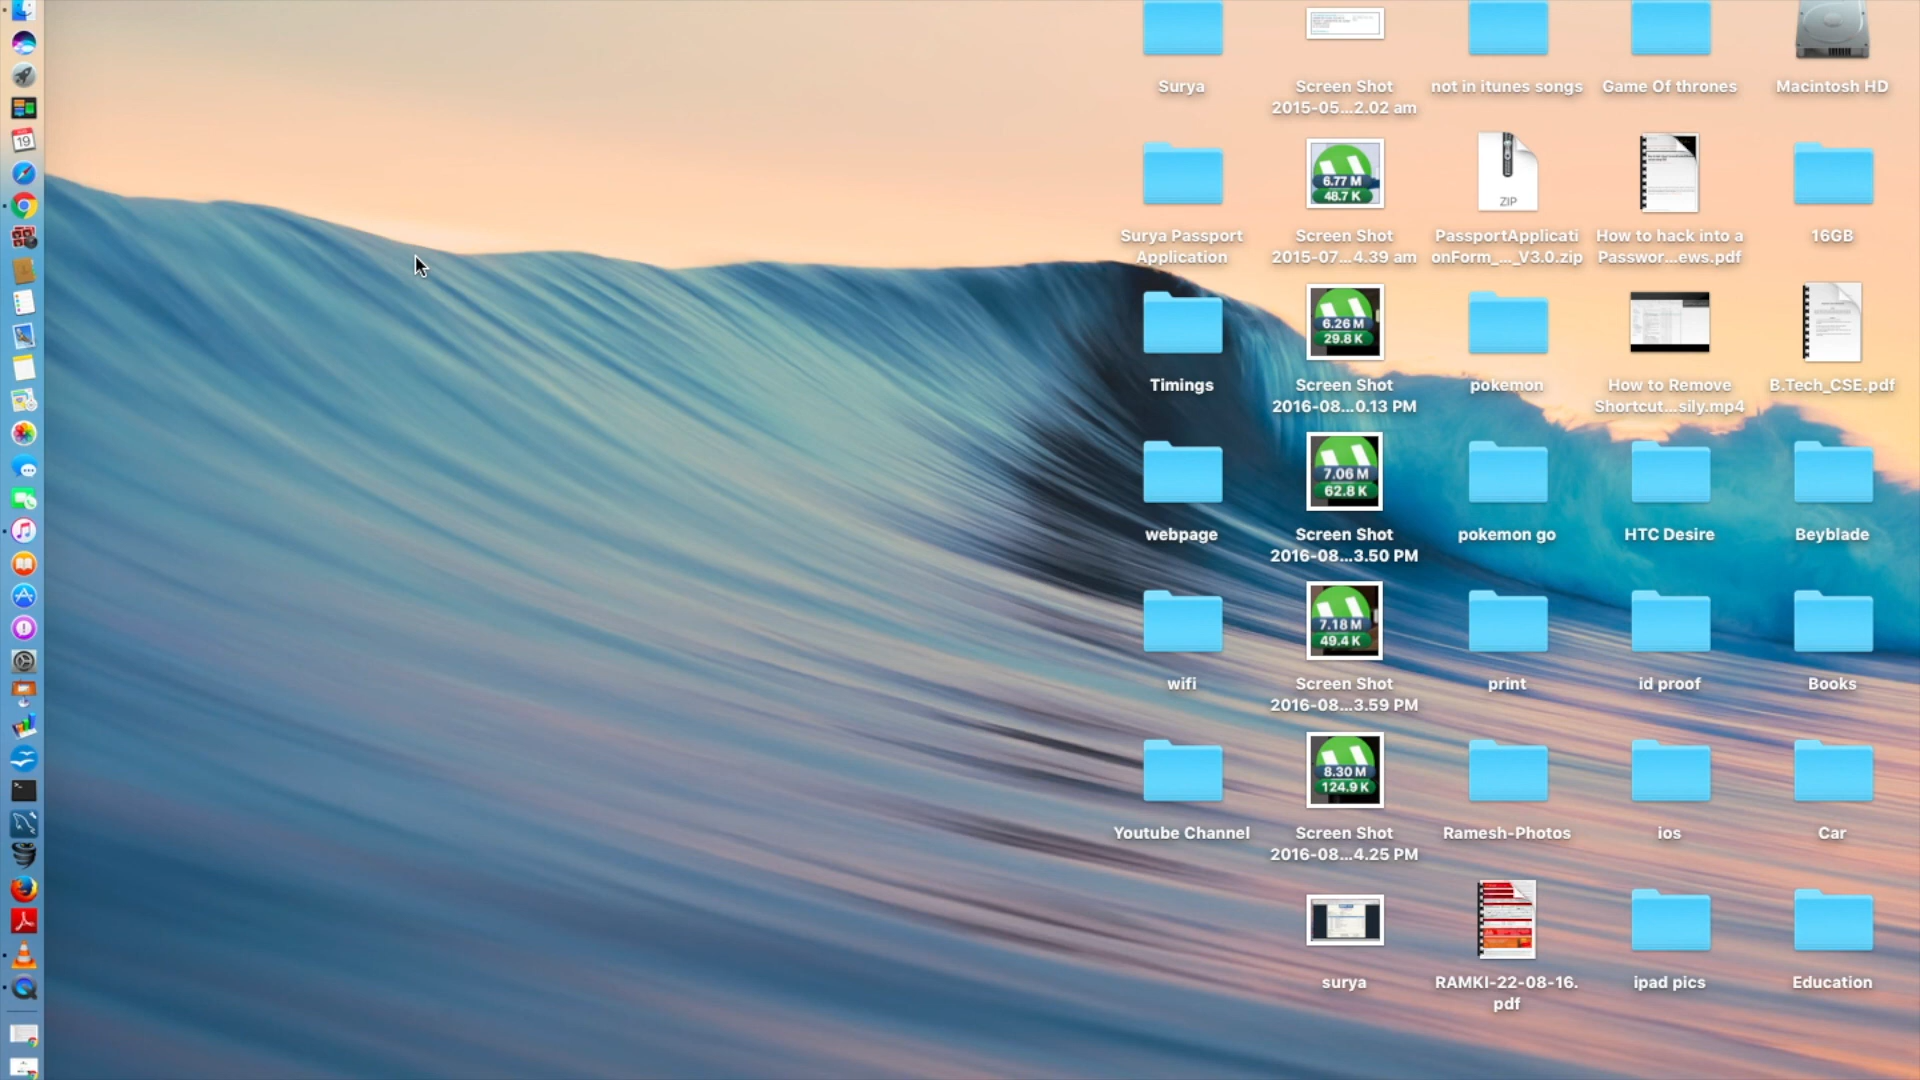 Surya
Screen Shot
2015-05...2.02 am
not in itunes songs
Game Of thrones
Macintosh HD
19
6.77 M
48.7 K
ZIP
Surya Passport
Application
Screen Shot
2015-07...4.39 am
PassportApplicati
onForm_..._V3.0.zip
How to hack into a
Passwor...ews.pdf
16GB
6.26 M
29.8 K
Timings
Screen Shot
2016-08...0.13 PM
pokemon
How to Remove
Shortcut...sily.mp4
B.Tech_CSE.pdf
7.06 M
62.8 K
webpage
Screen Shot
2016-08...3.50 PM
pokemon go
HTC Desire
Beyblade
7.18 M
49.4 K
wifi
Screen Shot
2016-08...3.59 PM
print
id proof
Books
8.30 M
124.9 K
Youtube Channel
Screen Shot
2016-08...4.25 PM
Ramesh-Photos
ios
Car
surya
RAMKI-22-08-16.
pdf
ipad pics
Education